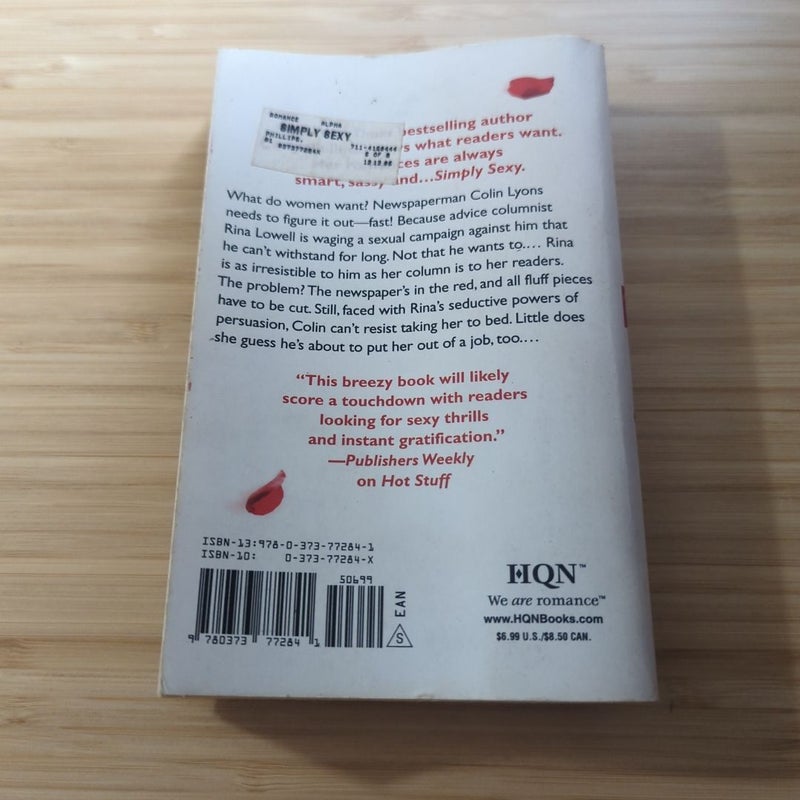 ROMANCE ALPHA
SIMPLY SEXY
PHILLIPS,
bestselling author
what readers want.
are always
smart, sassy and...Simply Sexy.
What do women want? Newspaperman Colin Lyons
needs to figure it out—fast! Because advice columnist
Rina Lowell is waging a sexual campaign against him that
he can't withstand for long. Not that he wants to.... Rina
is as irresistible to him as her column is to her readers.
The problem? The newspaper's in the red, and all fluff pieces
have to be cut. Still, faced with Rina's seductive powers of
persuasion, Colin can't resist taking her to bed. Little does
she guess he's about to put her out of a job, too....
“This breezy book will likely
score a touchdown with readers
looking for sexy thrills
and instant gratification.”
—Publishers Weekly
on Hot Stuff
ISBN-13:978-0-373-77284-1
ISBN-10: 0-373-77284-X
50699
EAN
S
9 780373 77284 1
HQN™
We are romance™
www.HQNBooks.com
$6.99 U.S./$8.50 CAN.